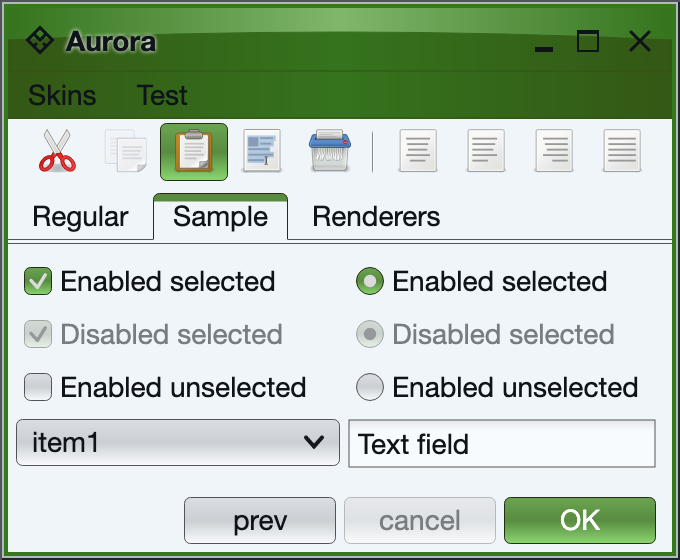 Aurora
Skins Test
Regular Sample Renderers
Enabled selected Enabled selected
Disabled selected Disabled selected
Enabled unselected Enabled unselected
item1 Text field
prev cancel OK